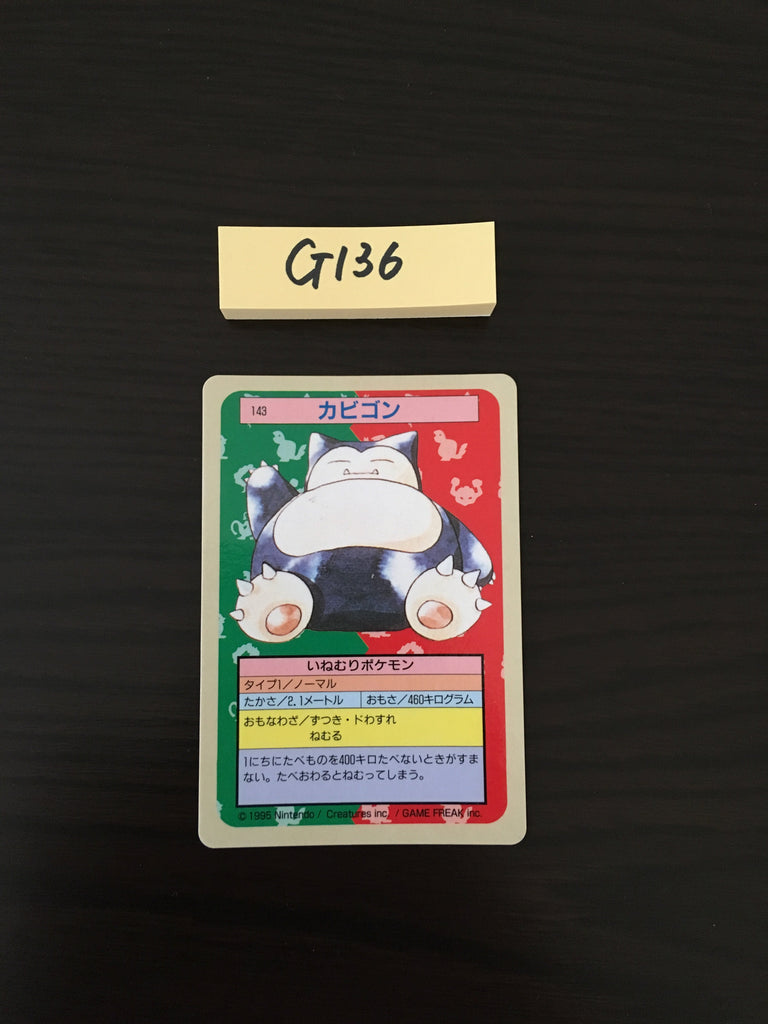 G136
143 カビゴン
いねむりポケモン
タイプ1/ノーマル
たかさ/2.1メートル おもさ/460キログラム
おもなわざ/ずつき・ドわすれ
ねむる
1にちにたべものを400キロたべないときがすま
ない。たべおわるとねむってしまう。
© 1995 Nintendo / Creatures inc. / GAME FREAK inc.